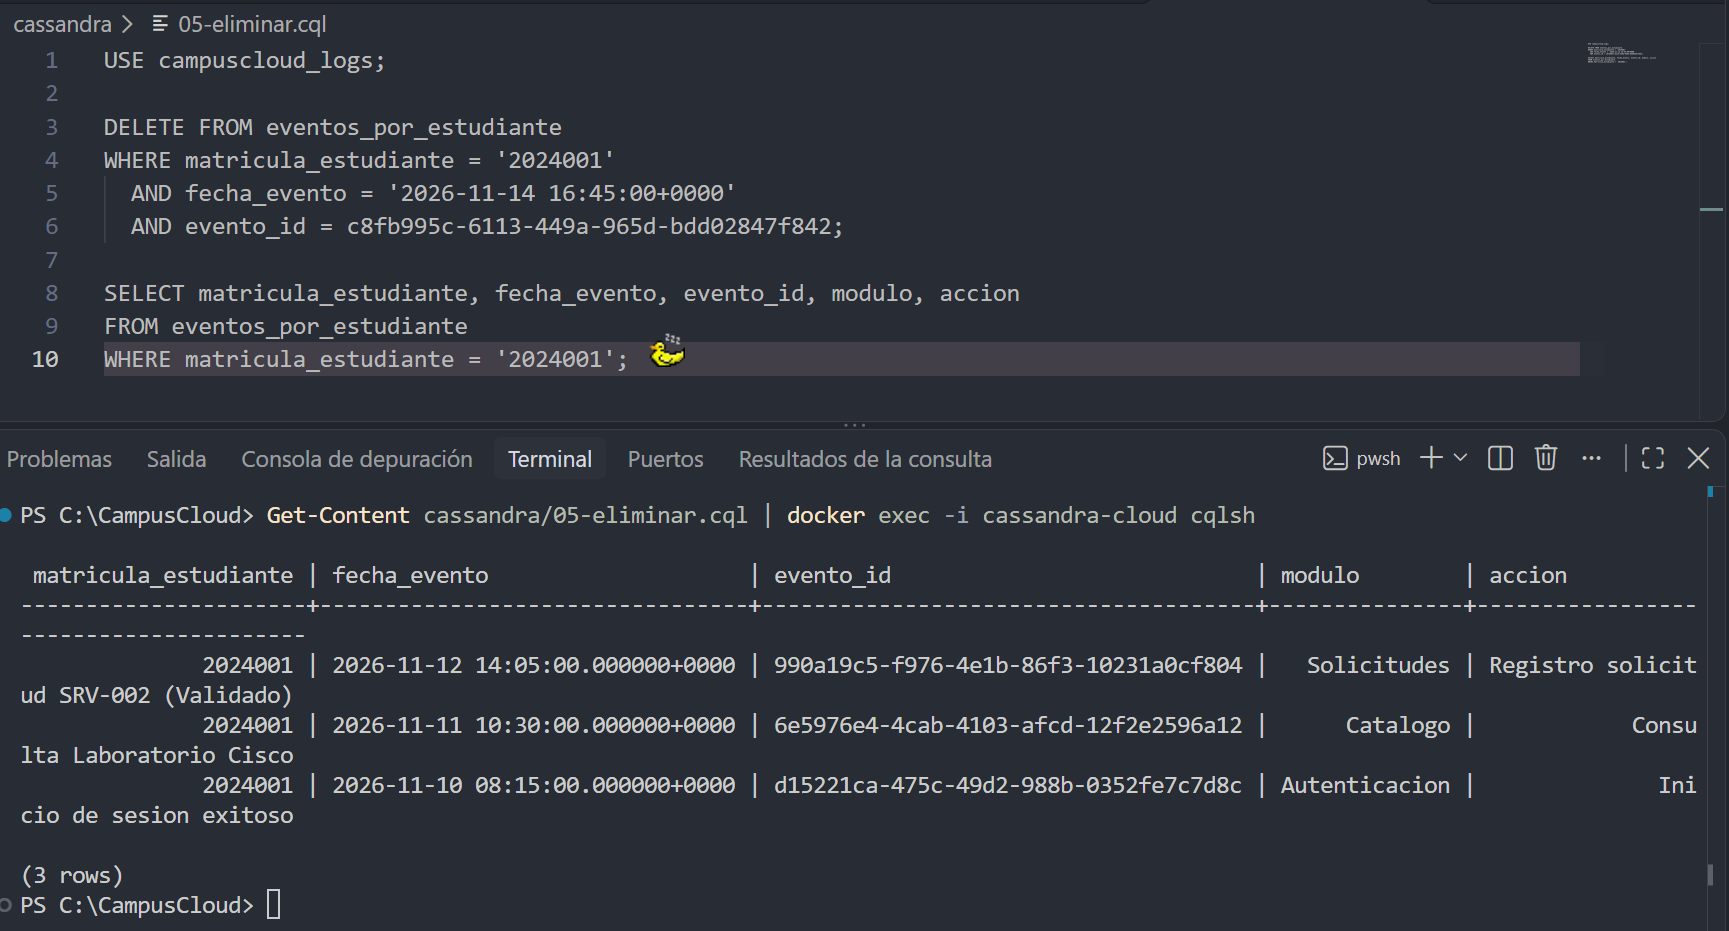 cassandra > 05-eliminar.cql
1 USE campuscloud_logs;
2
3 DELETE FROM eventos_por_estudiante
4 WHERE matricula_estudiante = '2024001'
5 AND fecha_evento = '2026-11-14 16:45:00+0000'
6 AND evento_id = c8fb995c-6113-449a-965d-bdd02847f842;
7
8 SELECT matricula_estudiante, fecha_evento, evento_id, modulo, accion
9 FROM eventos_por_estudiante
10 WHERE matricula_estudiante = '2024001'; zzz
Problemas Salida Consola de depuración Terminal Puertos Resultados de la consulta pwsh
PS C:\CampusCloud> Get-Content cassandra/05-eliminar.cql | docker exec -i cassandra-cloud cqlsh
matricula_estudiante | fecha_evento | evento_id | modulo | accion
----------------------+---------------------------------+--------------------------------------+---------------+-----------------
----------------------
2024001 | 2026-11-12 14:05:00.000000+0000 | 990a19c5-f976-4e1b-86f3-10231a0cf804 | Solicitudes | Registro solicit
ud SRV-002 (Validado)
2024001 | 2026-11-11 10:30:00.000000+0000 | 6e5976e4-4cab-4103-afcd-12f2e2596a12 | Catalogo | Consu
lta Laboratorio Cisco
2024001 | 2026-11-10 08:15:00.000000+0000 | d15221ca-475c-49d2-988b-0352fe7c7d8c | Autenticacion | Ini
cio de sesion exitoso
(3 rows)
PS C:\CampusCloud>